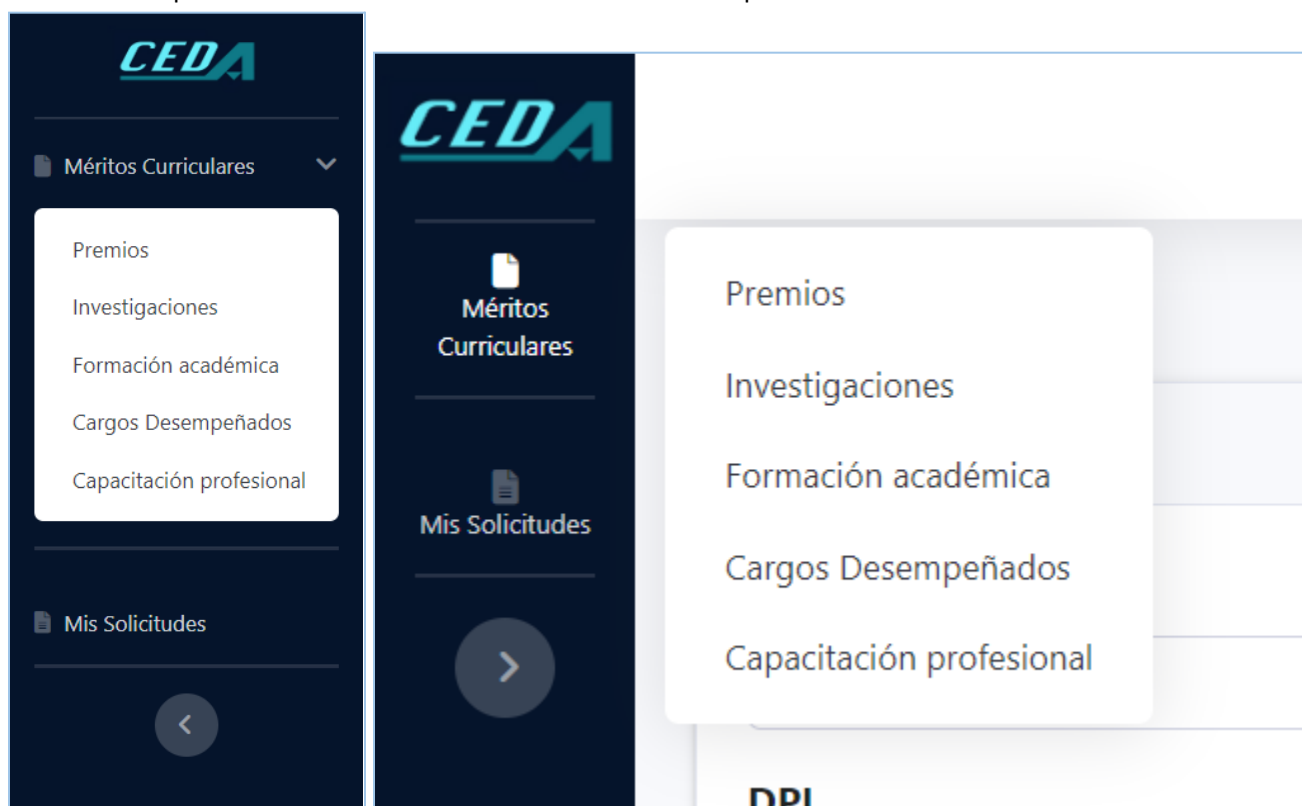 CEDA
Méritos Curriculares
Premios
Investigaciones
Formación académica
Cargos Desempeñados
Capacitación profesional
Mis Solicitudes
CEDA
Méritos
Curriculares
Mis Solicitudes
Premios
Investigaciones
Formación académica
Cargos Desempeñados
Capacitación profesional
DPI